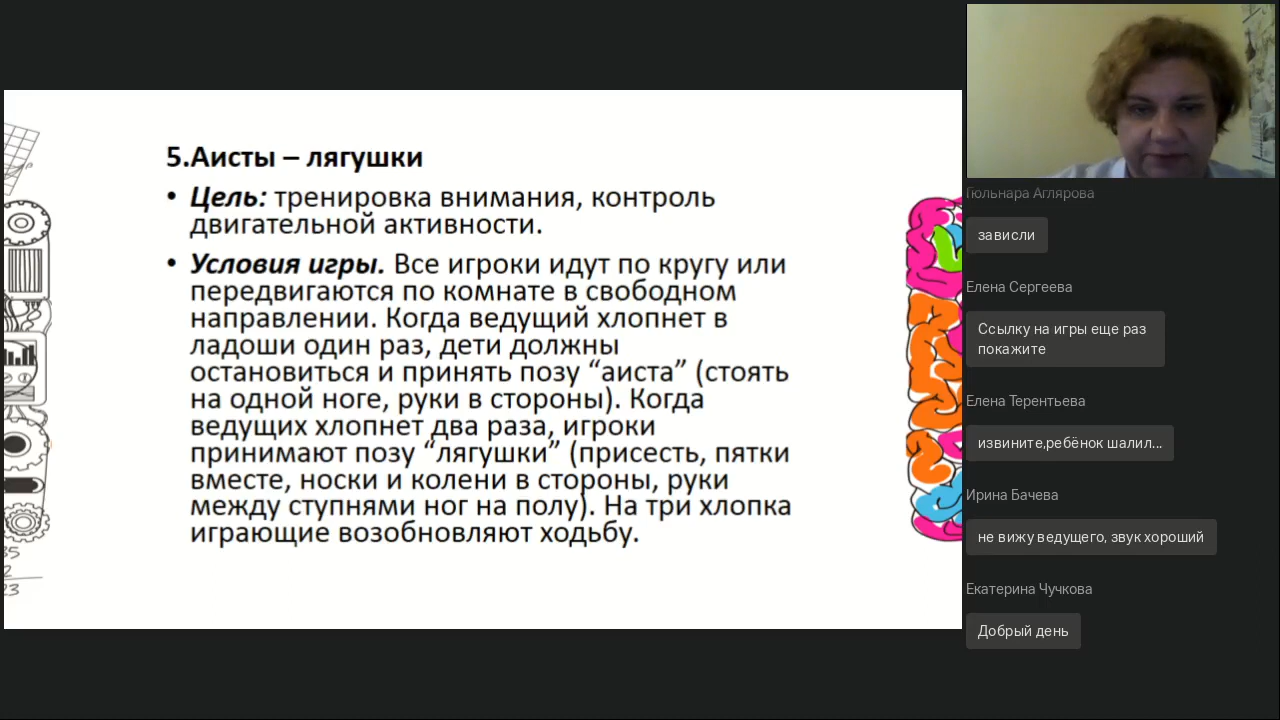 5.Аисты – лягушки
• Цель: тренировка внимания, контроль
двигательной активности.
• Условия игры. Все игроки идут по кругу или
передвигаются по комнате в свободном
направлении. Когда ведущий хлопнет в
ладоши один раз, дети должны
остановиться и принять позу “аиста” (стоять
на одной ноге, руки в стороны). Когда
ведущих хлопнет два раза, игроки
принимают позу “лягушки” (присесть, пятки
вместе, носки и колени в стороны, руки
между ступнями ног на полу). На три хлопка
играющие возобновляют ходьбу.
Гюльнара Аглярова
зависли
Елена Сергеева
Ссылку на игры еще раз
покажите
Елена Терентьева
извините,ребёнок шалил...
Ирина Бачева
не вижу ведущего, звук хороший
Екатерина Чучкова
Добрый день